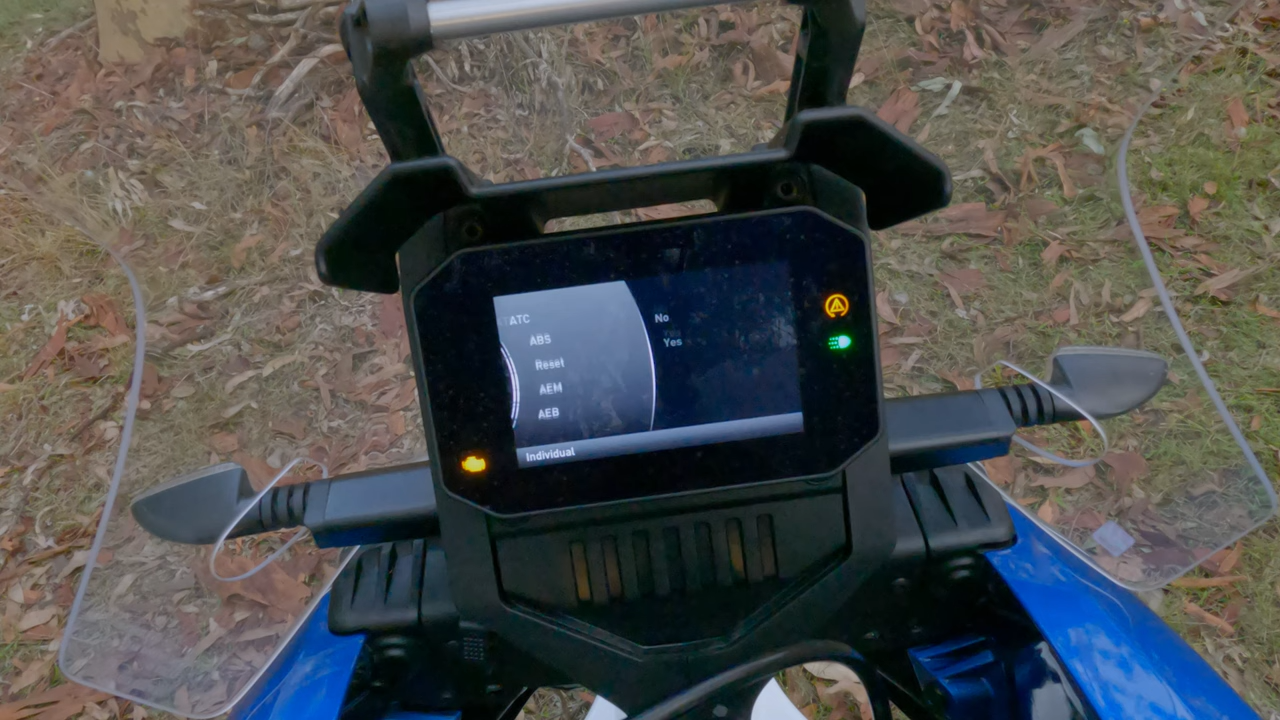 ATC
ABS
Reset
AEM
AEB
No
Yes
Individual